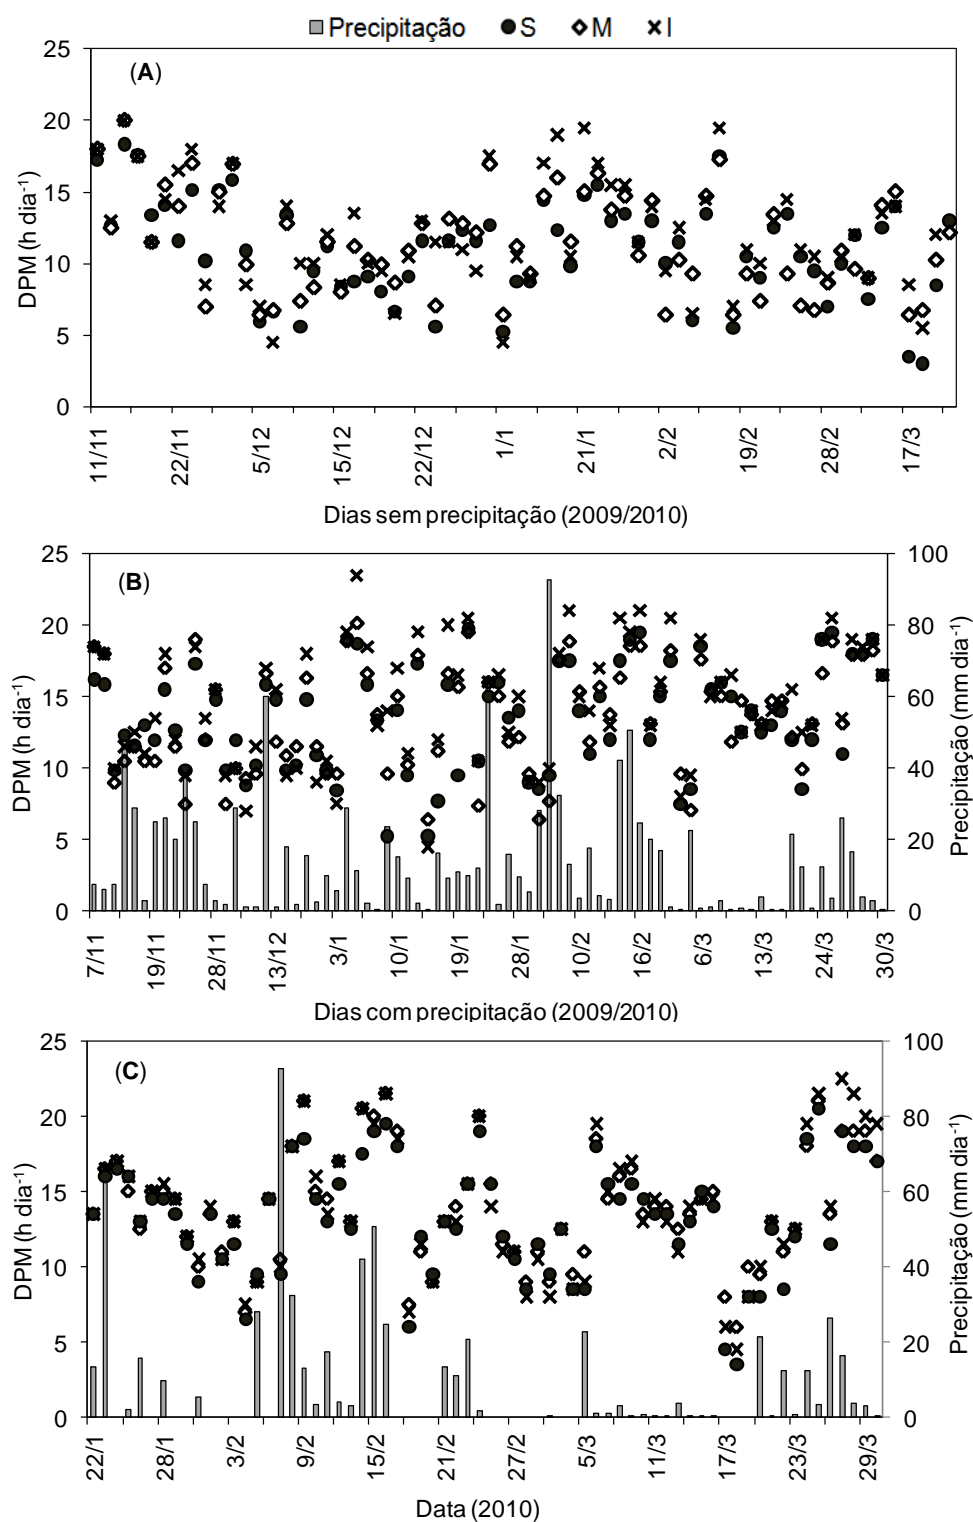 Precipitação S M I
(A)
DPM (h dia-1)
25
20
15
10
5
0
11/11 22/11 5/12 15/12 22/12 1/1 21/1 2/2 19/2 28/2 17/3
Dias sem precipitação (2009/2010)
(B)
DPM (h dia-1)
25
20
15
10
5
0
100
80
60
40
20
0
Precipitação (mm dia-1)
7/11 19/11 28/11 13/12 3/1 10/1 19/1 28/1 10/2 16/2 6/3 13/3 24/3 30/3
Dias com precipitação (2009/2010)
(C)
DPM (h dia-1)
25
20
15
10
5
0
100
80
60
40
20
0
Precipitação (mm dia-1)
22/1 28/1 3/2 9/2 15/2 21/2 27/2 5/3 11/3 17/3 23/3 29/3
Data (2010)